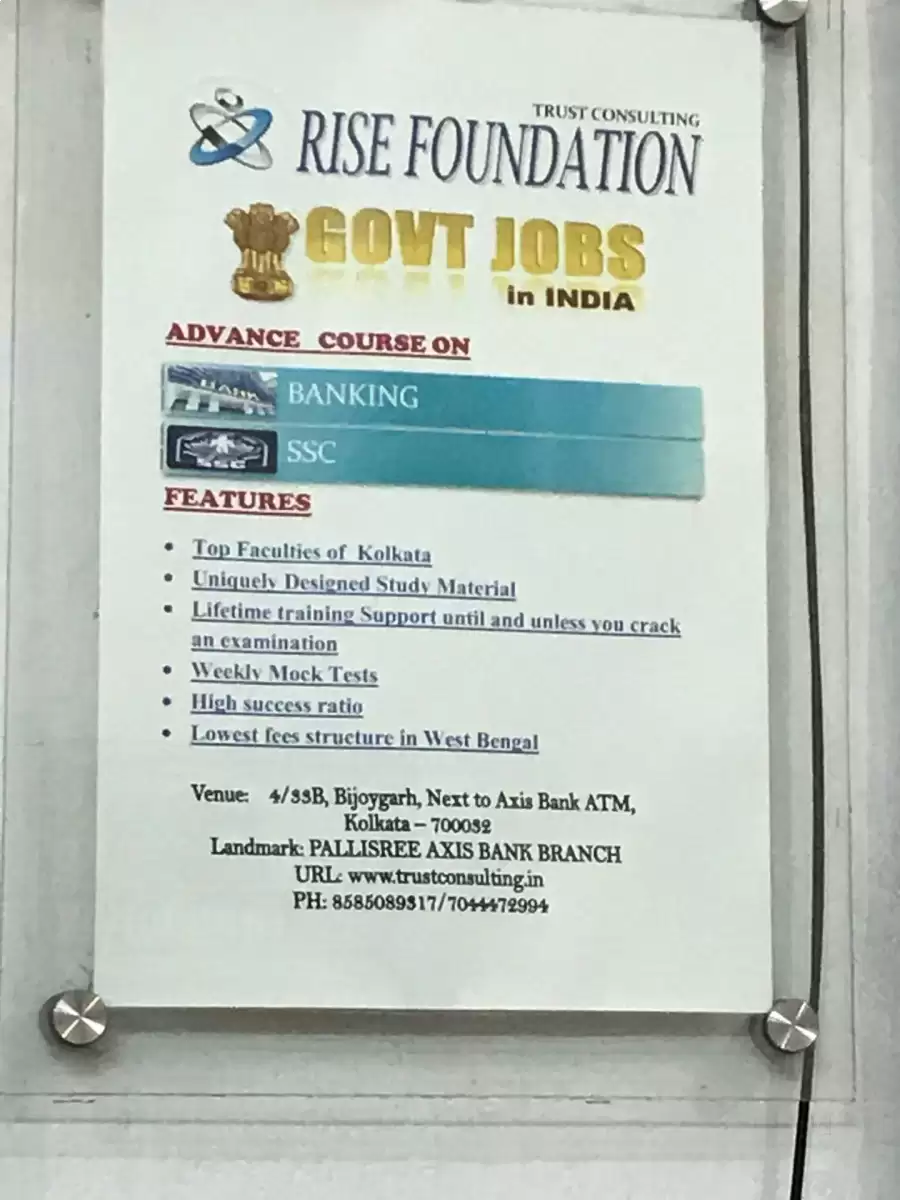 TRUST CONSULTING
RISE FOUNDATION
GOVT JOBS
in INDIA
ADVANCE COURSE ON
BANK
BANKING
SSC
SSC
FEATURES
• Top Faculties of Kolkata
• Uniquely Designed Study Material
• Lifetime training Support until and unless you crack
an examination
• Weekly Mock Tests
• High success ratio
• Lowest fees structure in West Bengal
Venue: 4/33B, Bijoygarh, Next to Axis Bank ATM,
Kolkata – 700032
Landmark: PALLISREE AXIS BANK BRANCH
URL: www.trustconsulting.in
PH: 8585089317/7044472994